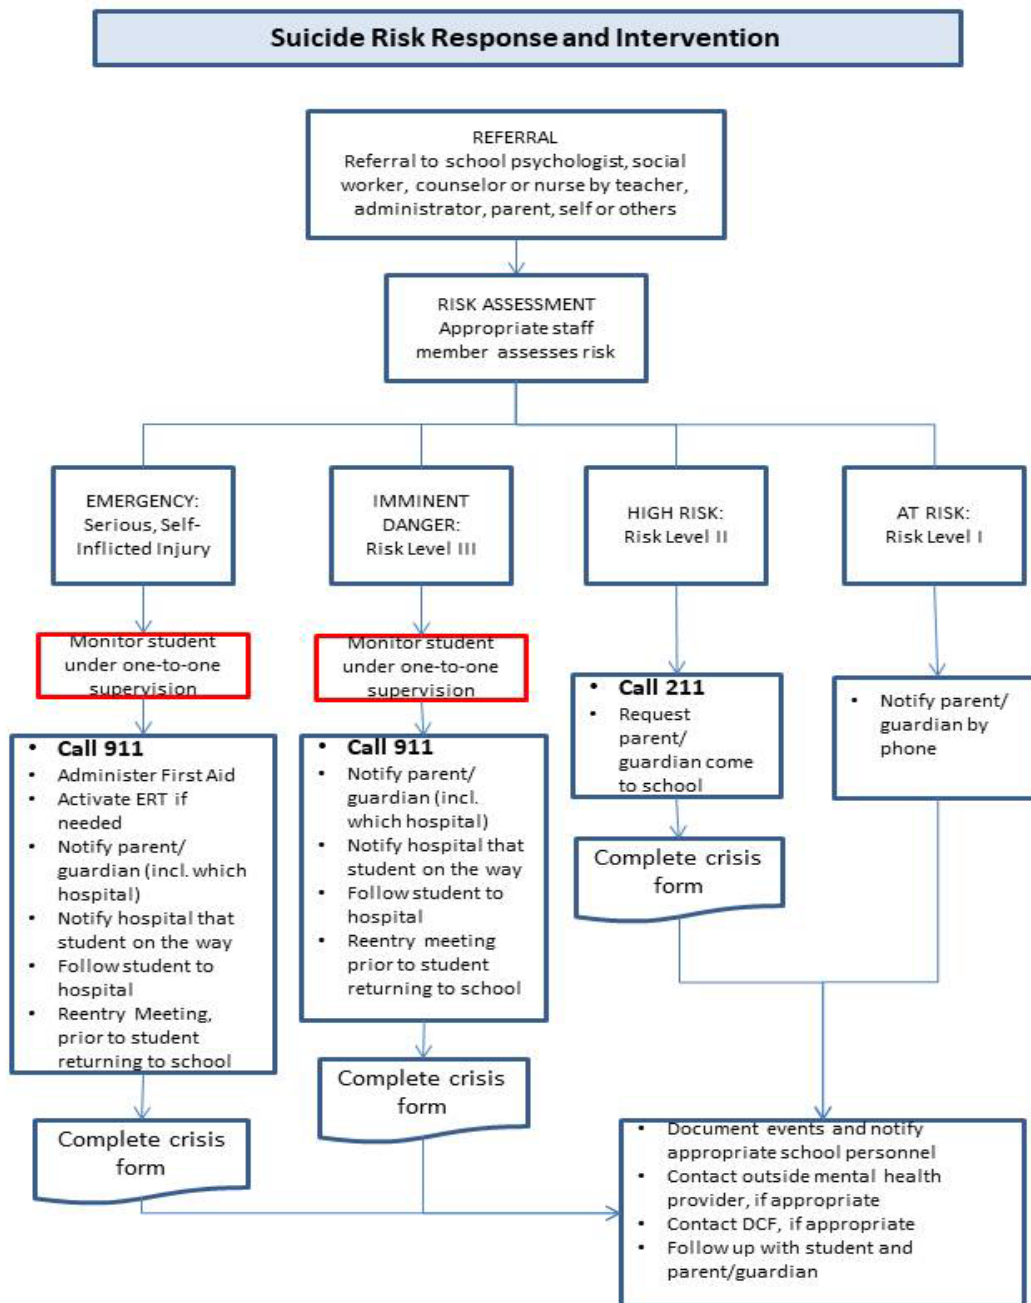 Suicide Risk Response and Intervention
REFERRAL
Referral to school psychologist, social
worker, counselor or nurse by teacher,
administrator, parent, self or others
RISK ASSESSMENT
Appropriate staff
member assesses risk
EMERGENCY:
Serious, Self-
Inflicted Injury
Monitor student
under one-to-one
supervision
• Call 911
• Administer First Aid
• Activate ERT if
needed
• Notify parent/
guardian (incl. which
hospital)
• Notify hospital that
student on the way
• Follow student to
hospital
• Reentry Meeting,
prior to student
returning to school
Complete crisis
form
IMMINENT
DANGER:
Risk Level III
Monitor student
under one-to-one
supervision
• Call 911
• Notify parent/
guardian (incl.
which hospital)
• Notify hospital that
student on the way
• Follow student to
hospital
• Reentry meeting
prior to student
returning to school
Complete crisis
form
HIGH RISK:
Risk Level II
• Call 211
• Request
parent/
guardian come
to school
Complete crisis
form
AT RISK:
Risk Level I
• Notify parent/
guardian by
phone
• Document events and notify
appropriate school personnel
• Contact outside mental health
provider, if appropriate
• Contact DCF, if appropriate
• Follow up with student and
parent/guardian